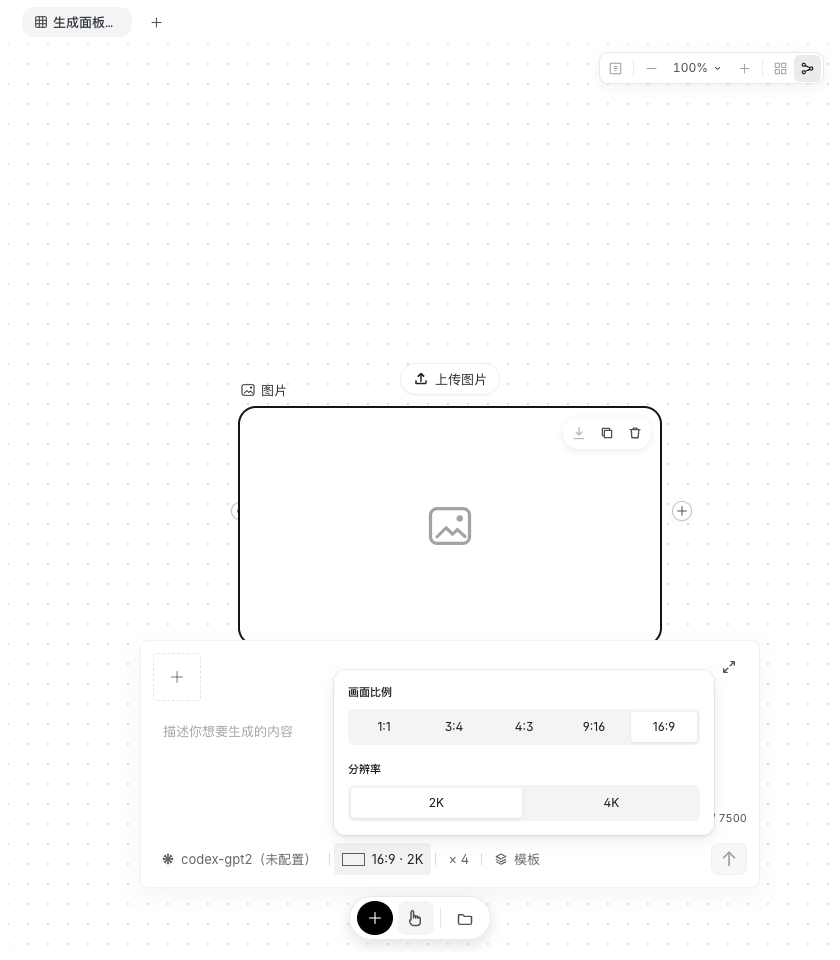 生成面板...
100%
上传图片
图片
画面比例
1:1 3:4 4:3 9:16 16:9
描述你想要生成的内容
分辨率
2K 4K
/ 7500
codex-gpt2（未配置） 16:9 · 2K × 4 模板